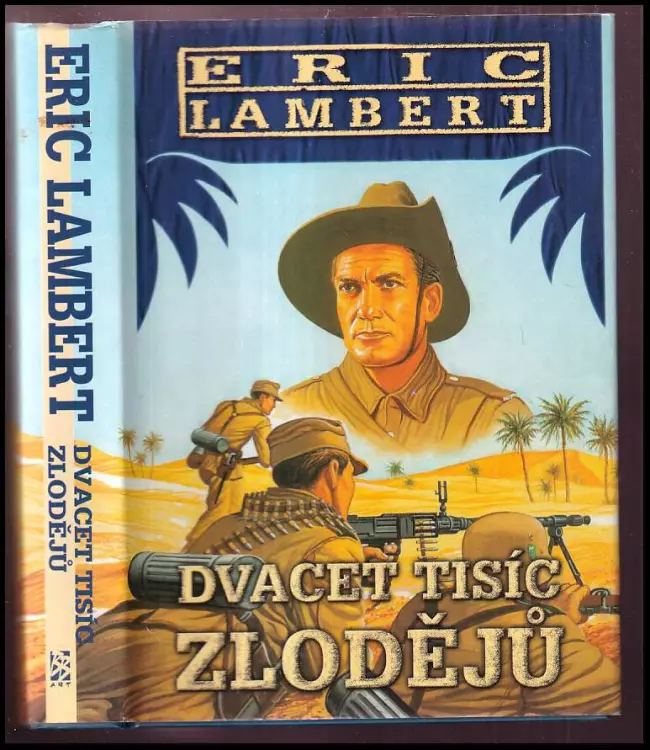 ERIC LAMBERT
DVACET TISÍC
ZLODĚJŮ
ERIC
LAMBERT
DVACET TISÍC
ZLODĚJŮ